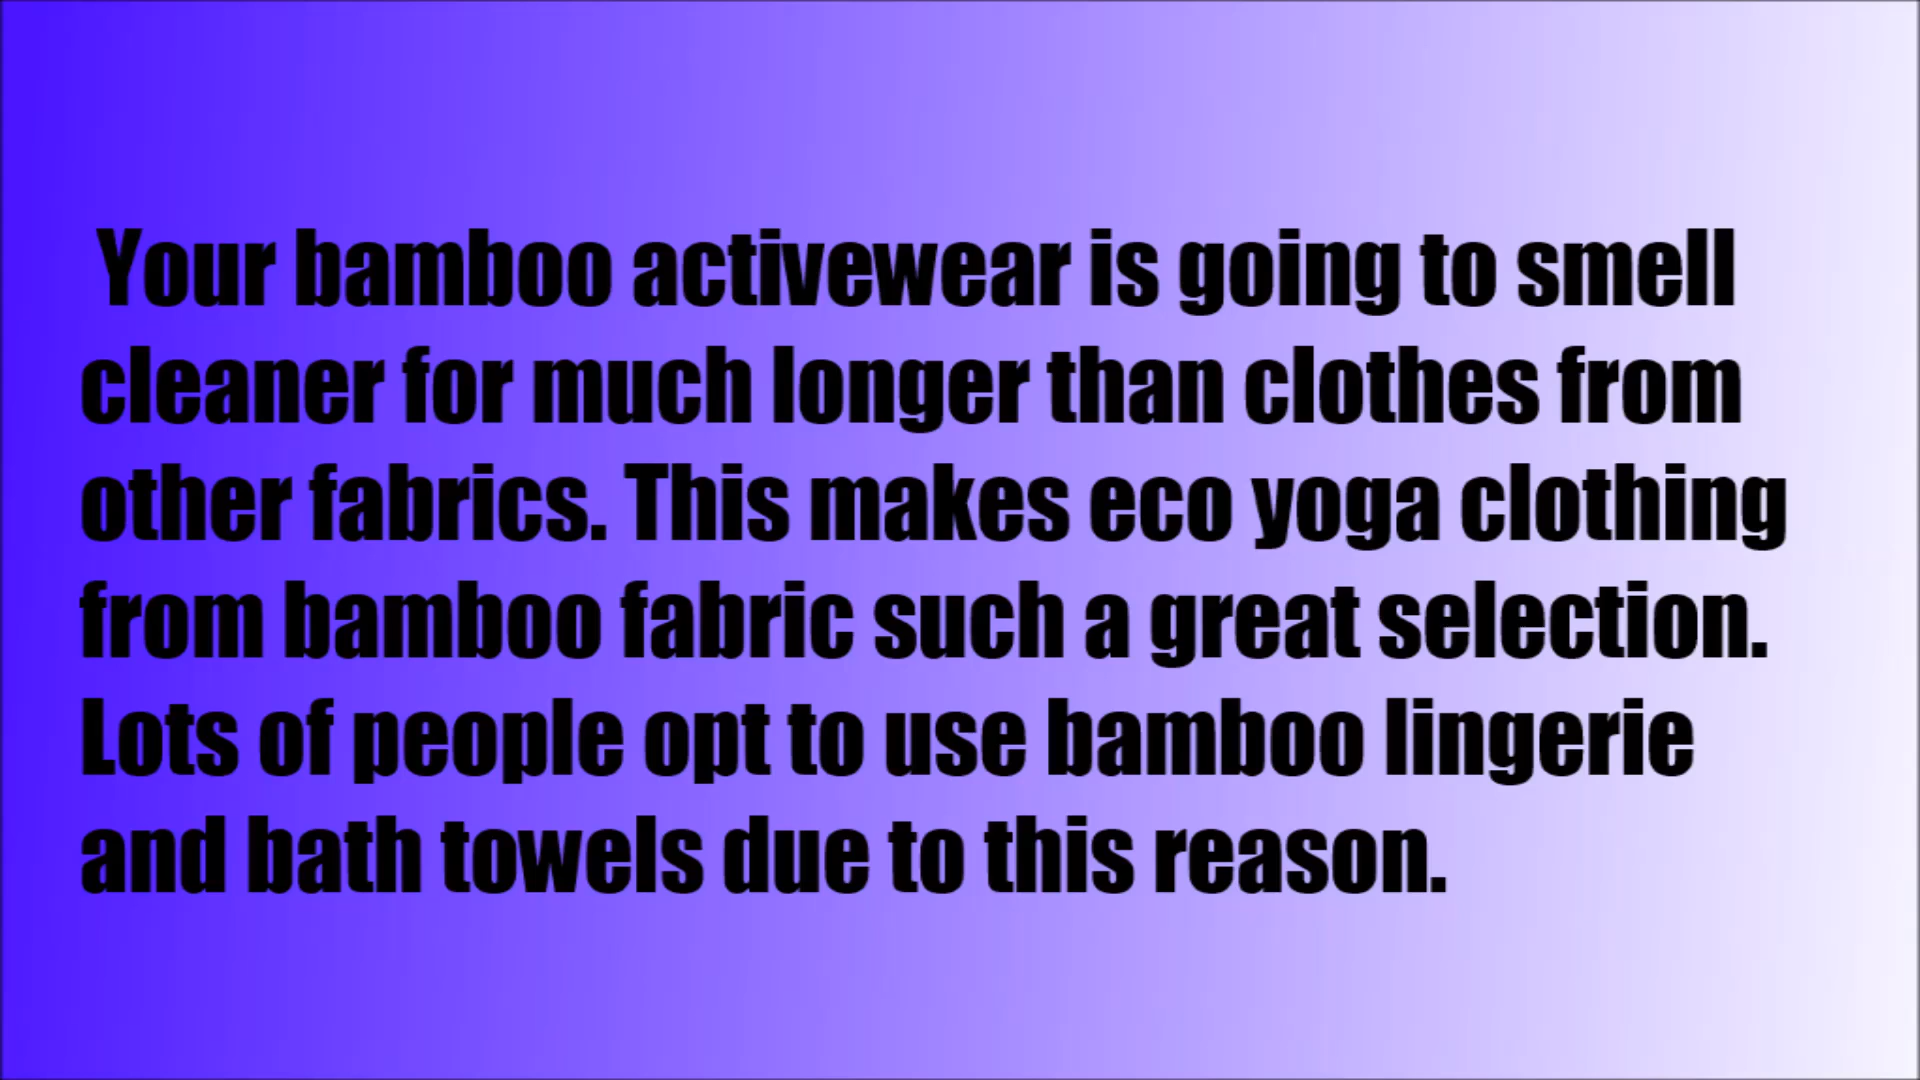 Your bamboo activewear is going to smell
cleaner for much longer than clothes from
other fabrics. This makes eco yoga clothing
from bamboo fabric such a great selection.
Lots of people opt to use bamboo lingerie
and bath towels due to this reason.